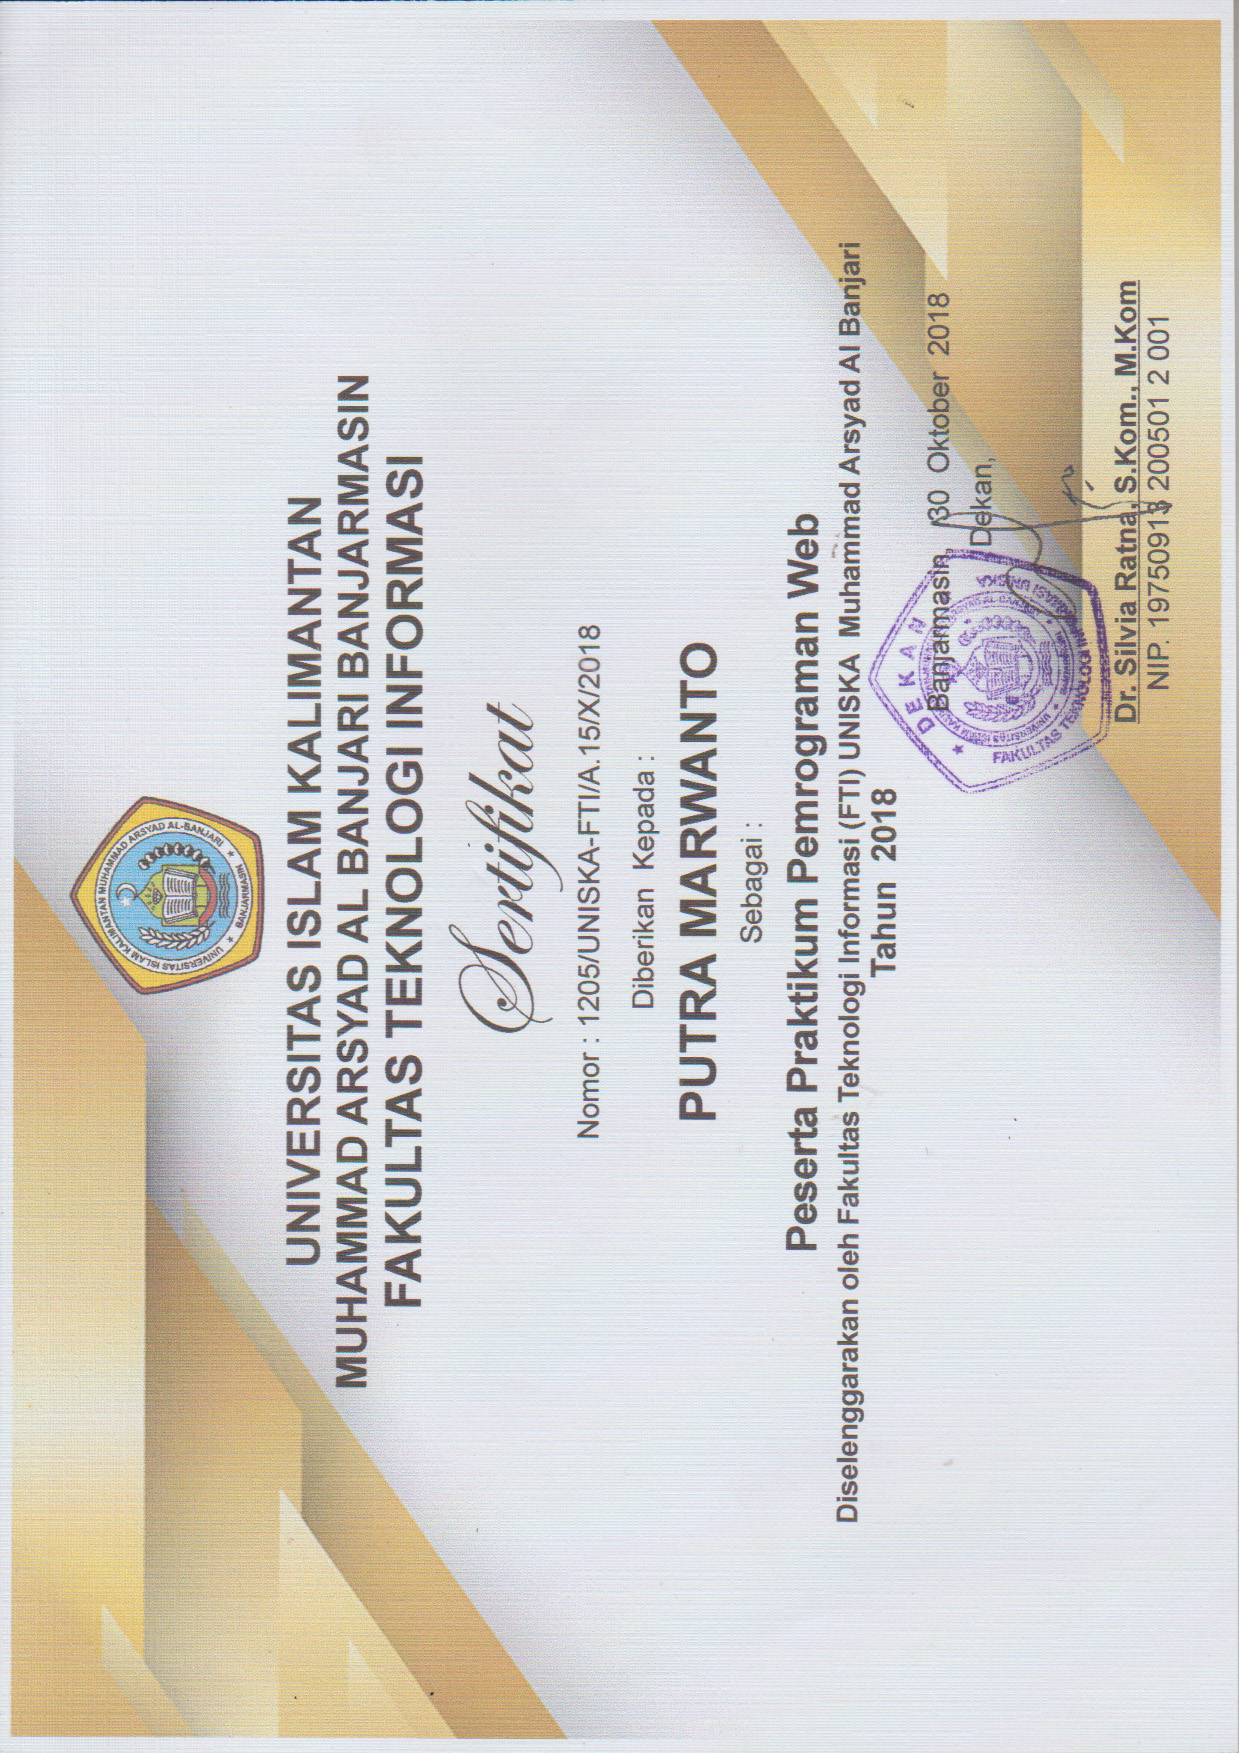 UNIVERSITAS ISLAM KALIMANTAN MUHAMMAD ARSYAD AL-BANJARI
BANJARMASIN
UNIVERSITAS ISLAM KALIMANTAN
MUHAMMAD ARSYAD AL BANJARI BANJARMASIN
FAKULTAS TEKNOLOGI INFORMASI
Sertifikat
Nomor : 1205/UNISKA-FTI/A.15/X/2018
Diberikan Kepada :
PUTRA MARWANTO
Sebagai :
Peserta Praktikum Pemrograman Web
Diselenggarakan oleh Fakultas Teknologi Informasi (FTI) UNISKA Muhammad Arsyad Al Banjari
Tahun 2018
Banjarmasin, 30 Oktober 2018
Dekan,
DEKAN
FAKULTAS TEKNOLOGI INFORMASI UNISKA
Dr. Silvia Ratna, S.Kom., M.Kom
NIP. 19750913 200501 2 001